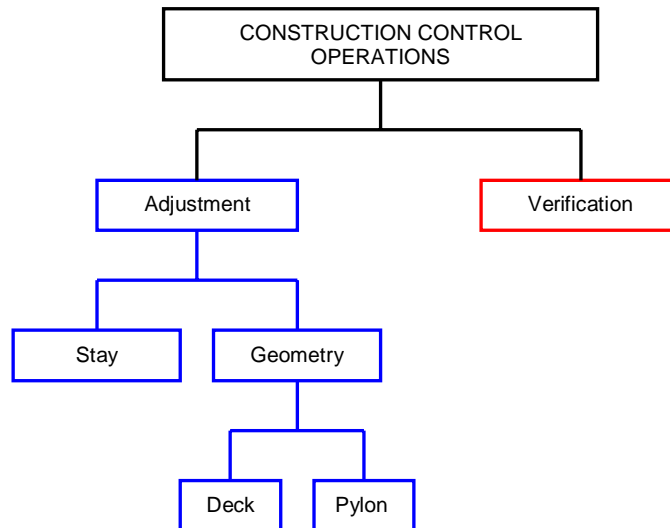 CONSTRUCTION CONTROL
OPERATIONS
Adjustment
Verification
Stay
Geometry
Deck
Pylon